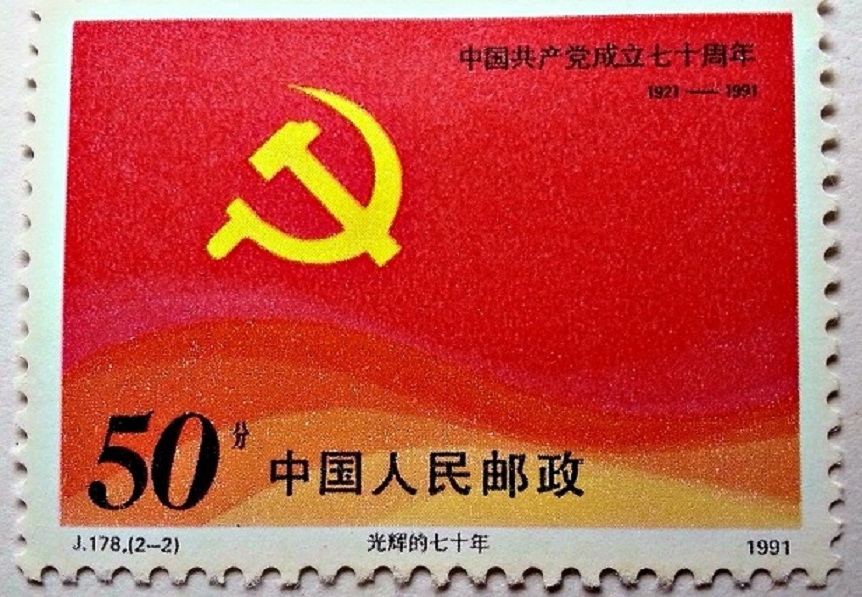 中国共产党成立七十周年
1921 — 1991
50分
中国人民邮政
J.178.(2-2) 光辉的七十年 1991